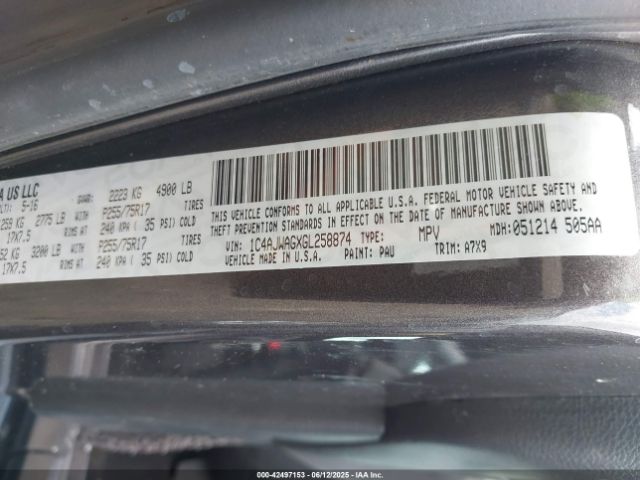 A US LLC
5-16 GAWR: 2223 KG 4900 LB
1259 KG 2775 LB WITH P255/75R17 TIRES
17X7.5 RIMS AT 240 KPA ( 35 PSI) COLD
3200 LB WITH P255/75R17 TIRES
17X7.5 RIMS AT 240 KPA ( 35 PSI) COLD
THIS VEHICLE CONFORMS TO ALL APPLICABLE U.S.A. FEDERAL MOTOR VEHICLE SAFETY AND
THEFT PREVENTION STANDARDS IN EFFECT ON THE DATE OF MANUFACTURE SHOWN ABOVE.
VIN: 1C4AJWAGXGL258874 TYPE: MPV MDH: 051214 505AA
VEHICLE MADE IN U.S.A. PAINT: PAU TRIM: A7X9
00-42497153 - 06/12/2025 - IAA Inc.